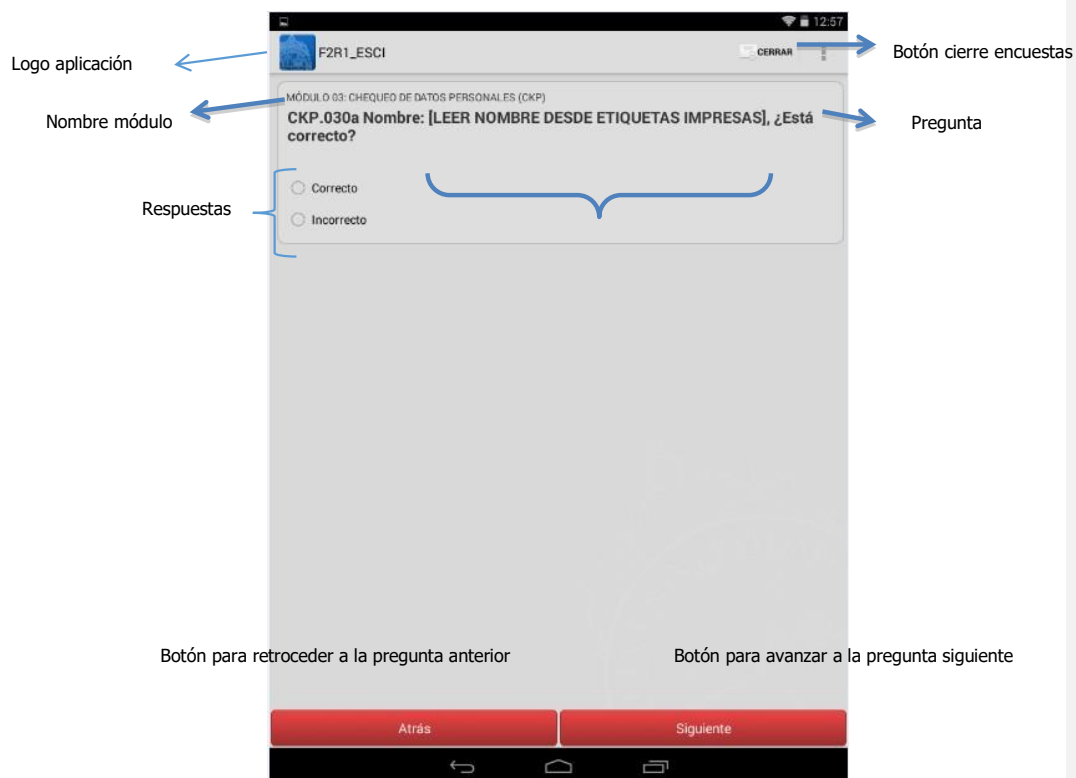 12:57
Logo aplicación
F2R1_ESCI
CERRAR
Botón cierre encuestas
Nombre módulo
MÓDULO 03: CHEQUEO DE DATOS PERSONALES (CKP)
CKP.030a Nombre: [LEER NOMBRE DESDE ETIQUETAS IMPRESAS], ¿Está
correcto?
Pregunta
Respuestas
Correcto
Incorrecto
Botón para retroceder a la pregunta anterior
Botón para avanzar a la pregunta siguiente
Atrás
Siguiente